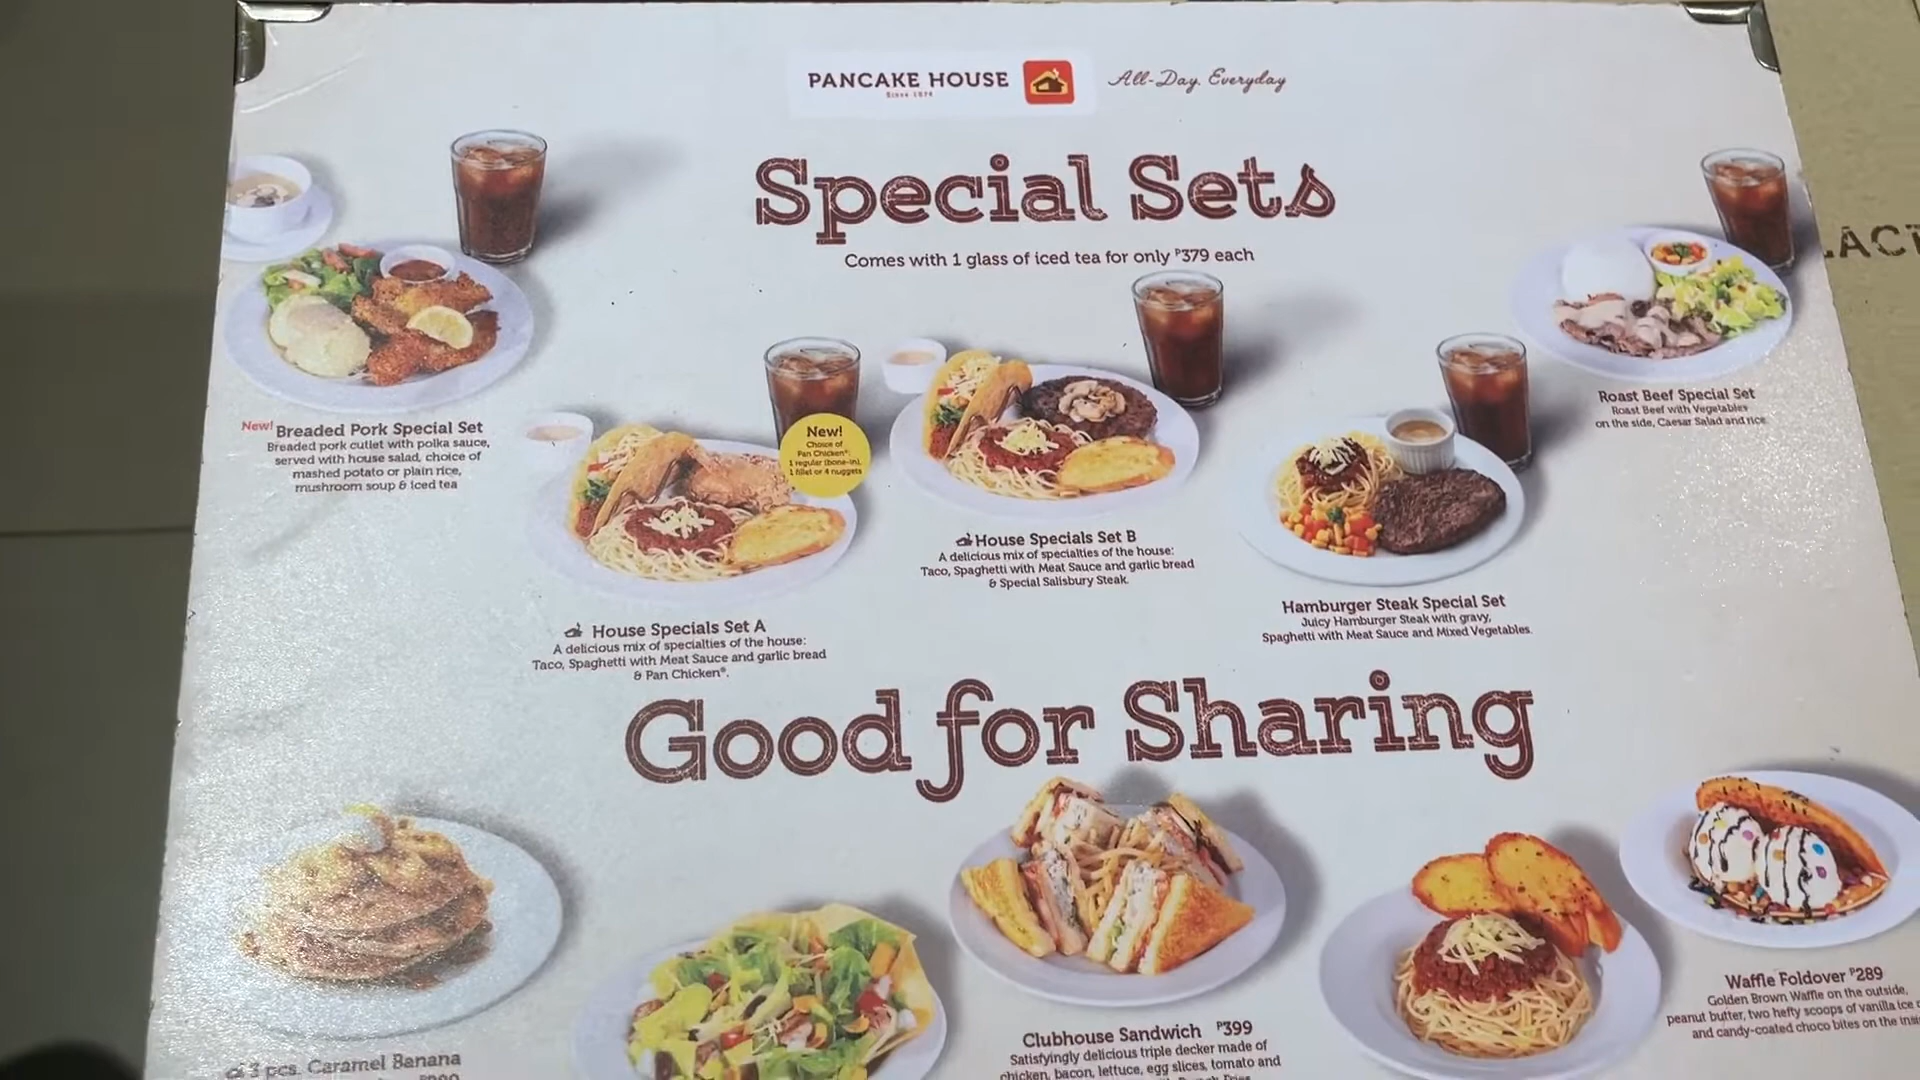 PANCAKE HOUSE
Since 1974
All-Day. Everyday
Special Sets
Comes with 1 glass of iced tea for only ₱379 each
New! Breaded Pork Special Set
Breaded pork cutlet with polka sauce,
served with house salad, choice of
mashed potato or plain rice,
mushroom soup & iced tea
New!
Choice of
Pan Chicken®:
1 regular (bone-in),
1 fillet or 4 nuggets
House Specials Set A
A delicious mix of specialties of the house:
Taco, Spaghetti with Meat Sauce and garlic bread
& Pan Chicken®.
House Specials Set B
A delicious mix of specialties of the house:
Taco, Spaghetti with Meat Sauce and garlic bread
& Special Salisbury Steak.
Hamburger Steak Special Set
Juicy Hamburger Steak with gravy,
Spaghetti with Meat Sauce and Mixed Vegetables.
Roast Beef Special Set
Roast Beef with Vegetables
on the side, Caesar Salad and rice
Good for Sharing
3 pcs. Caramel Banana
Clubhouse Sandwich ₱399
Satisfyingly delicious triple decker made of
chicken, bacon, lettuce, egg slices, tomato and
Waffle Foldover ₱289
Golden Brown Waffle on the outside,
peanut butter, two hefty scoops of vanilla ice
and candy-coated choco bites on the